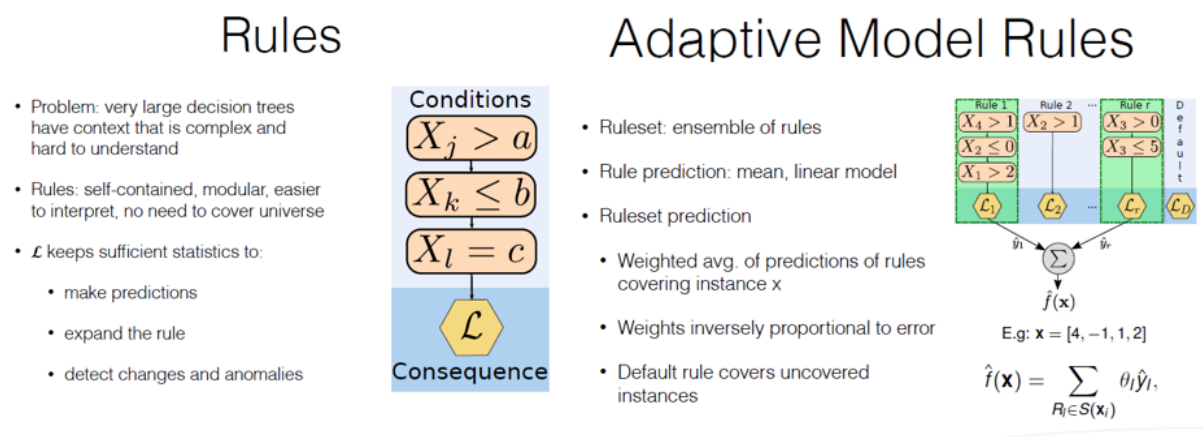 Rules
• Problem: very large decision trees
have context that is complex and
hard to understand
• Rules: self-contained, modular, easier
to interpret, no need to cover universe
• ℒ keeps sufficient statistics to:
• make predictions
• expand the rule
• detect changes and anomalies
Conditions
X_j > a
X_k ≤ b
X_l = c
ℒ
Consequence
Adaptive Model Rules
• Ruleset: ensemble of rules
• Rule prediction: mean, linear model
• Ruleset prediction
• Weighted avg. of predictions of rules
covering instance x
• Weights inversely proportional to error
• Default rule covers uncovered
instances
Rule 1 Rule 2 ... Rule r Default
X_4 > 1 X_2 > 1 X_3 > 0
X_2 ≤ 0 X_3 ≤ 5
X_1 > 2
ℒ_1 ℒ_2 ... ℒ_r ℒ_D
ŷ_1 ŷ_r
Σ
f̂(x)
E.g: x = [4, −1, 1, 2]
f̂(x) = ∑ θ_l ŷ_l,
R_l∈S(x_i)